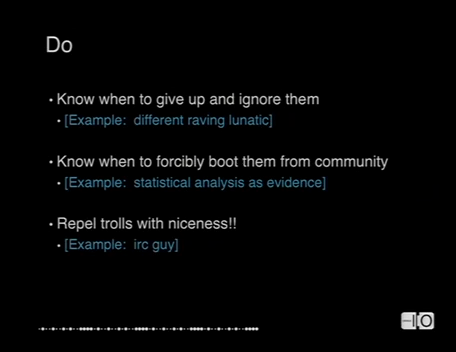 Do
• Know when to give up and ignore them
• [Example: different raving lunatic]
• Know when to forcibly boot them from community
• [Example: statistical analysis as evidence]
• Repel trolls with niceness!!
• [Example: irc guy]